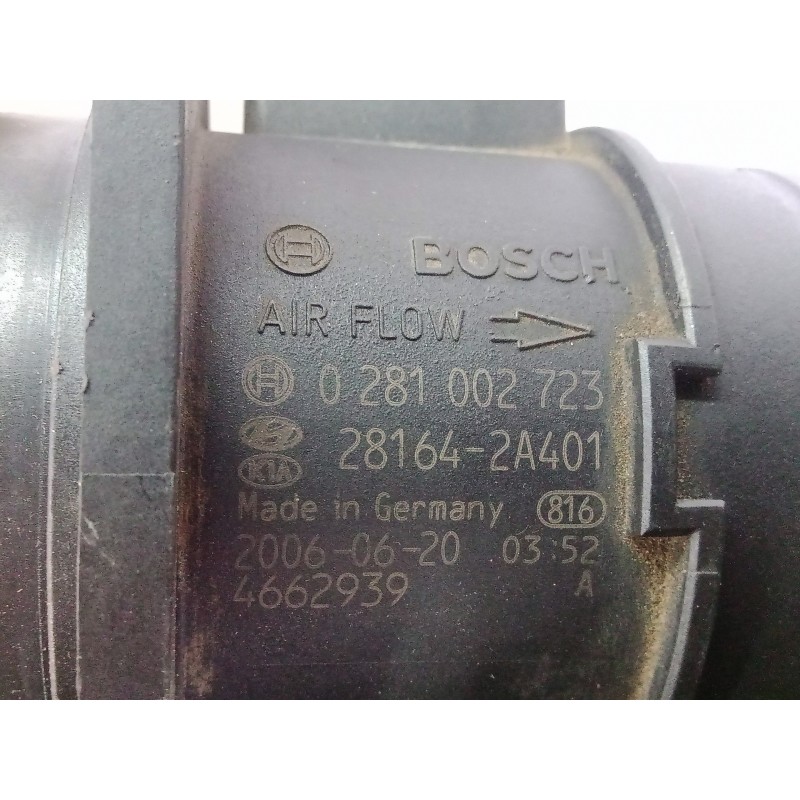 BOSCH
AIR FLOW
0 281 002 723
28164-2A401
KIA
Made in Germany 816
2006-06-20 03:52
4662939 A